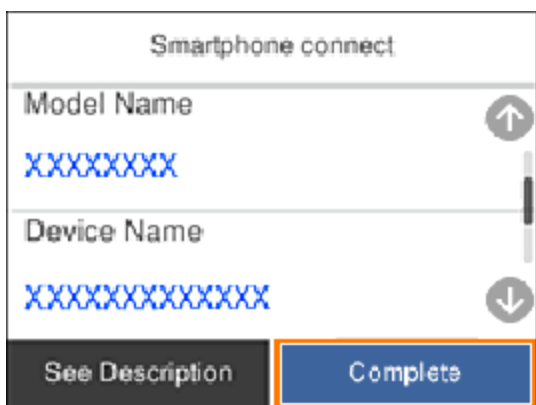 Smartphone connect
Model Name
XXXXXXXX
Device Name
XXXXXXXXXXXXX
See Description
Complete